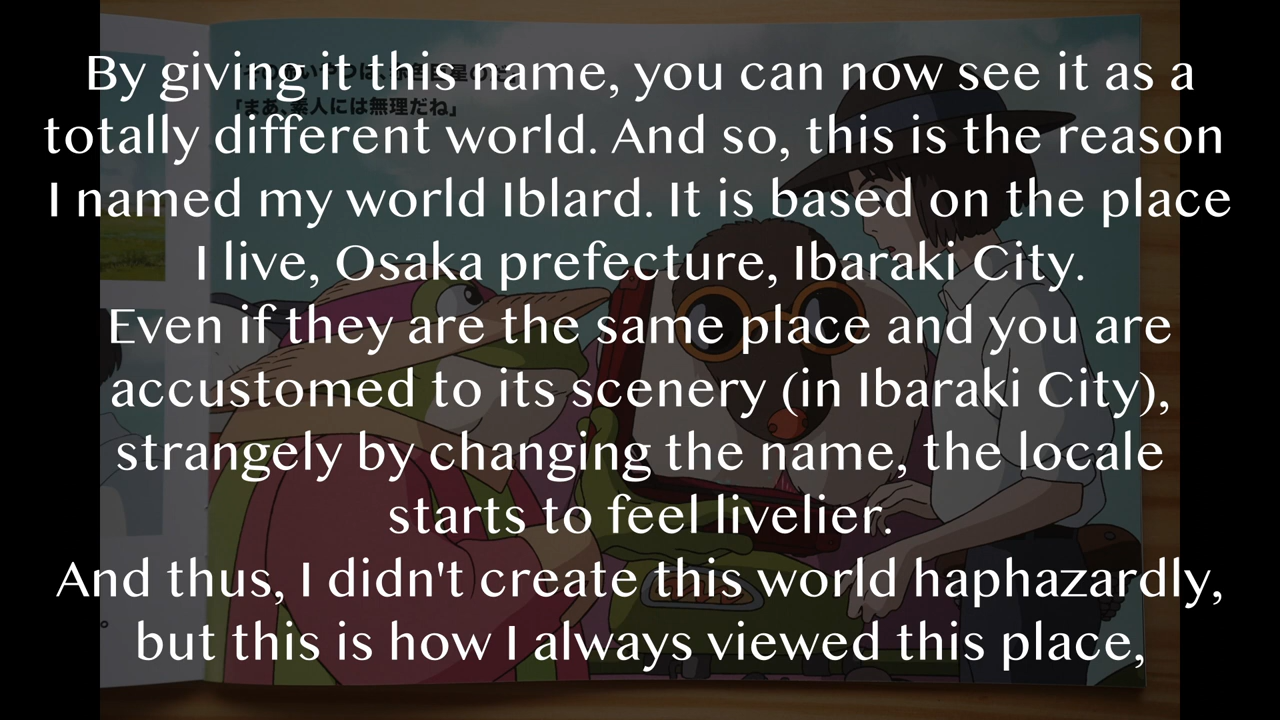 By giving it this name, you can now see it as a
totally different world. And so, this is the reason
I named my world Iblard. It is based on the place
I live, Osaka prefecture, Ibaraki City.
Even if they are the same place and you are
accustomed to its scenery (in Ibaraki City),
strangely by changing the name, the locale
starts to feel livelier.
And thus, I didn't create this world haphazardly,
but this is how I always viewed this place,
「まあ、素人には無理だね」